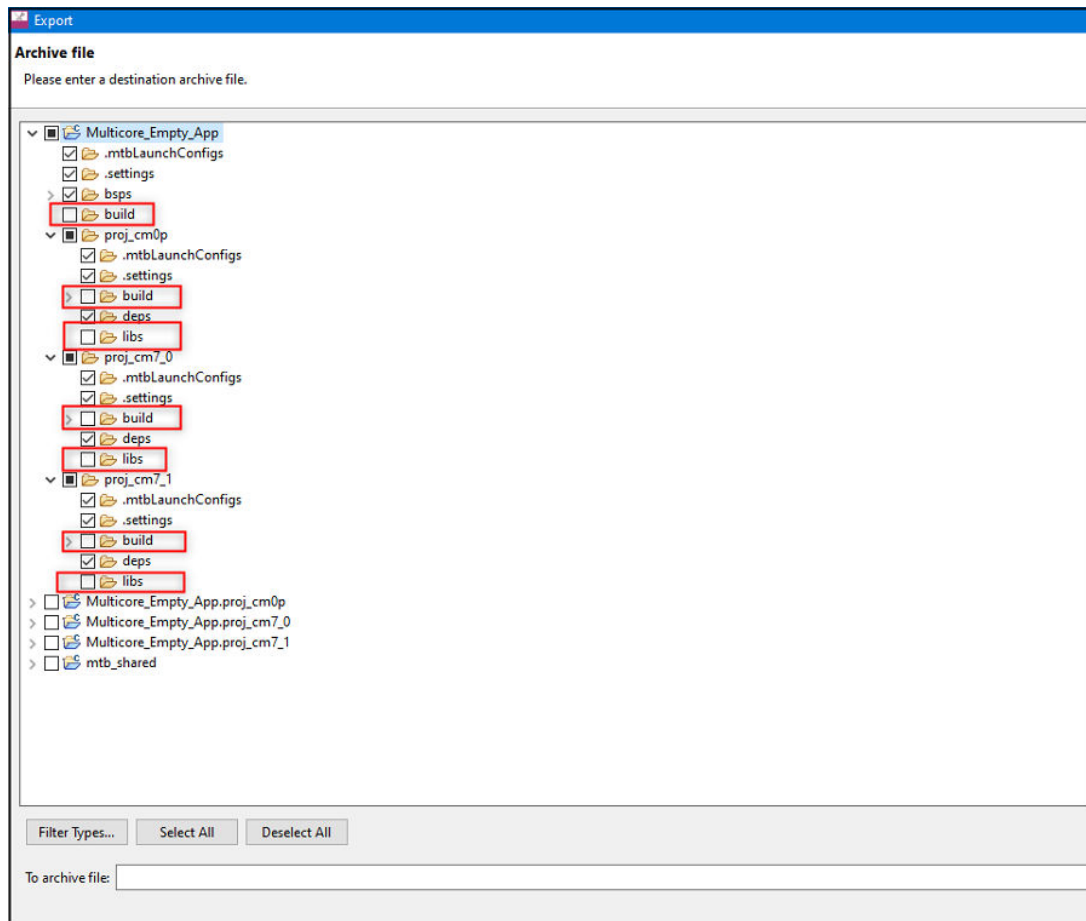 Export
Archive file
Please enter a destination archive file.
Multicore_Empty_App
.mtbLaunchConfigs
.settings
bsps
build
proj_cm0p
.mtbLaunchConfigs
.settings
build
deps
libs
proj_cm7_0
.mtbLaunchConfigs
.settings
build
deps
libs
proj_cm7_1
.mtbLaunchConfigs
.settings
build
deps
libs
Multicore_Empty_App.proj_cm0p
Multicore_Empty_App.proj_cm7_0
Multicore_Empty_App.proj_cm7_1
mtb_shared
Filter Types... Select All Deselect All
To archive file: